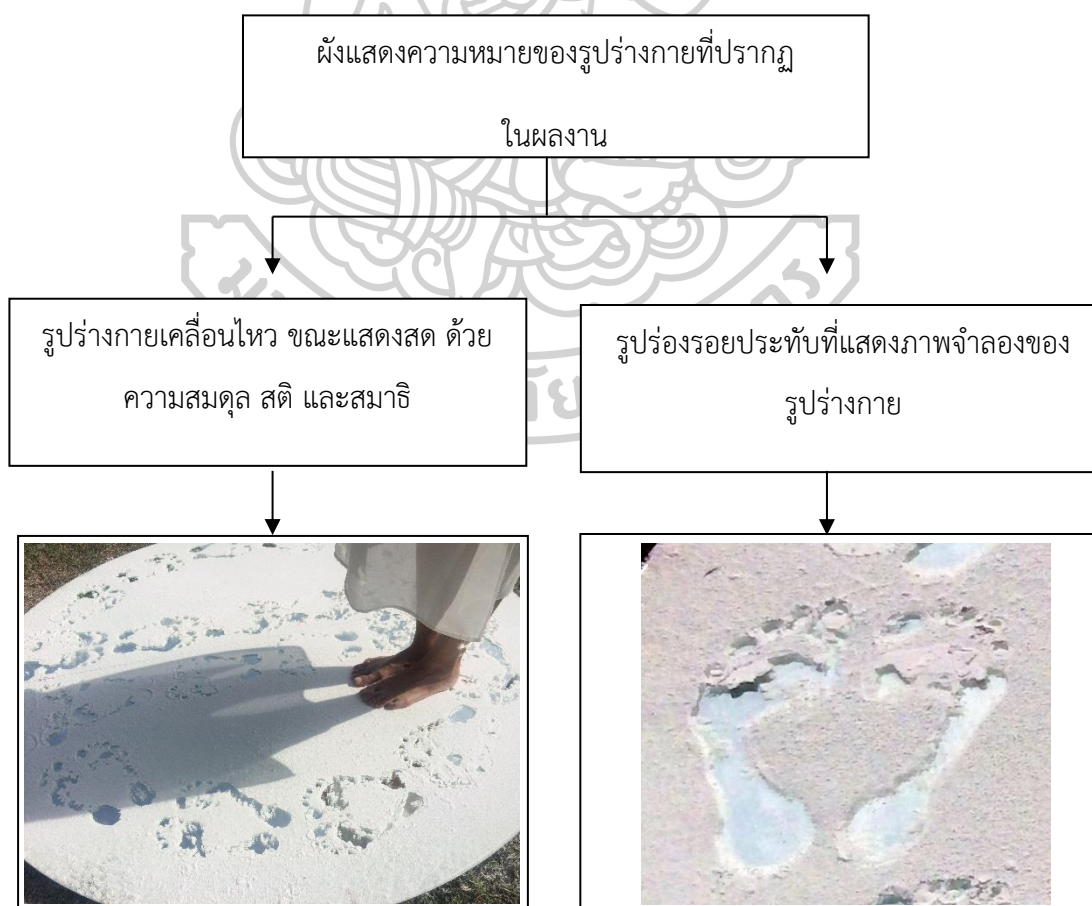 ผังแสดงความหมายของรูปร่างกายที่ปรากฏ
ในผลงาน
รูปร่างกายเคลื่อนไหว ขณะแสดงสด ด้วย
ความสมดุล สติ และสมาธิ
รูปร่องรอยประทับที่แสดงภาพจำลองของ
รูปร่างกาย